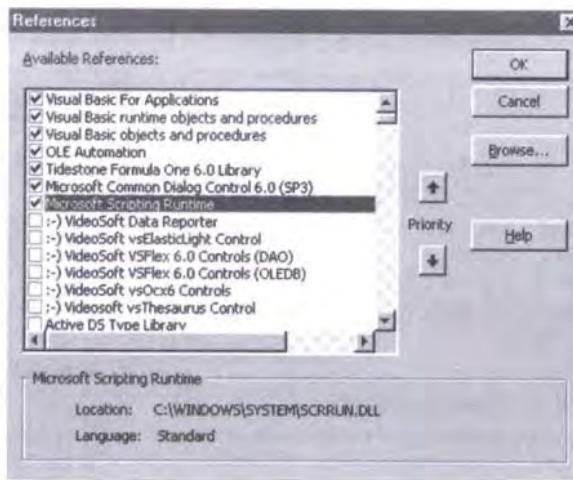 References
Available References:
OK
Cancel
Browse...
Help
Priority
Visual Basic For Applications
Visual Basic runtime objects and procedures
Visual Basic objects and procedures
OLE Automation
Tidestone Formula One 6.0 Library
Microsoft Common Dialog Control 6.0 (SP3)
Microsoft Scripting Runtime
:-) VideoSoft Data Reporter
:-) VideoSoft vsElasticLight Control
:-) VideoSoft VSFlex 6.0 Controls (DAO)
:-) VideoSoft VSFlex 6.0 Controls (OLEDB)
:-) Videosoft vsOcx6 Controls
:-) Videosoft vsThesaurus Control
Active DS Type Library
Microsoft Scripting Runtime
Location: C:\WINDOWS\SYSTEM\SCRRUN.DLL
Language: Standard